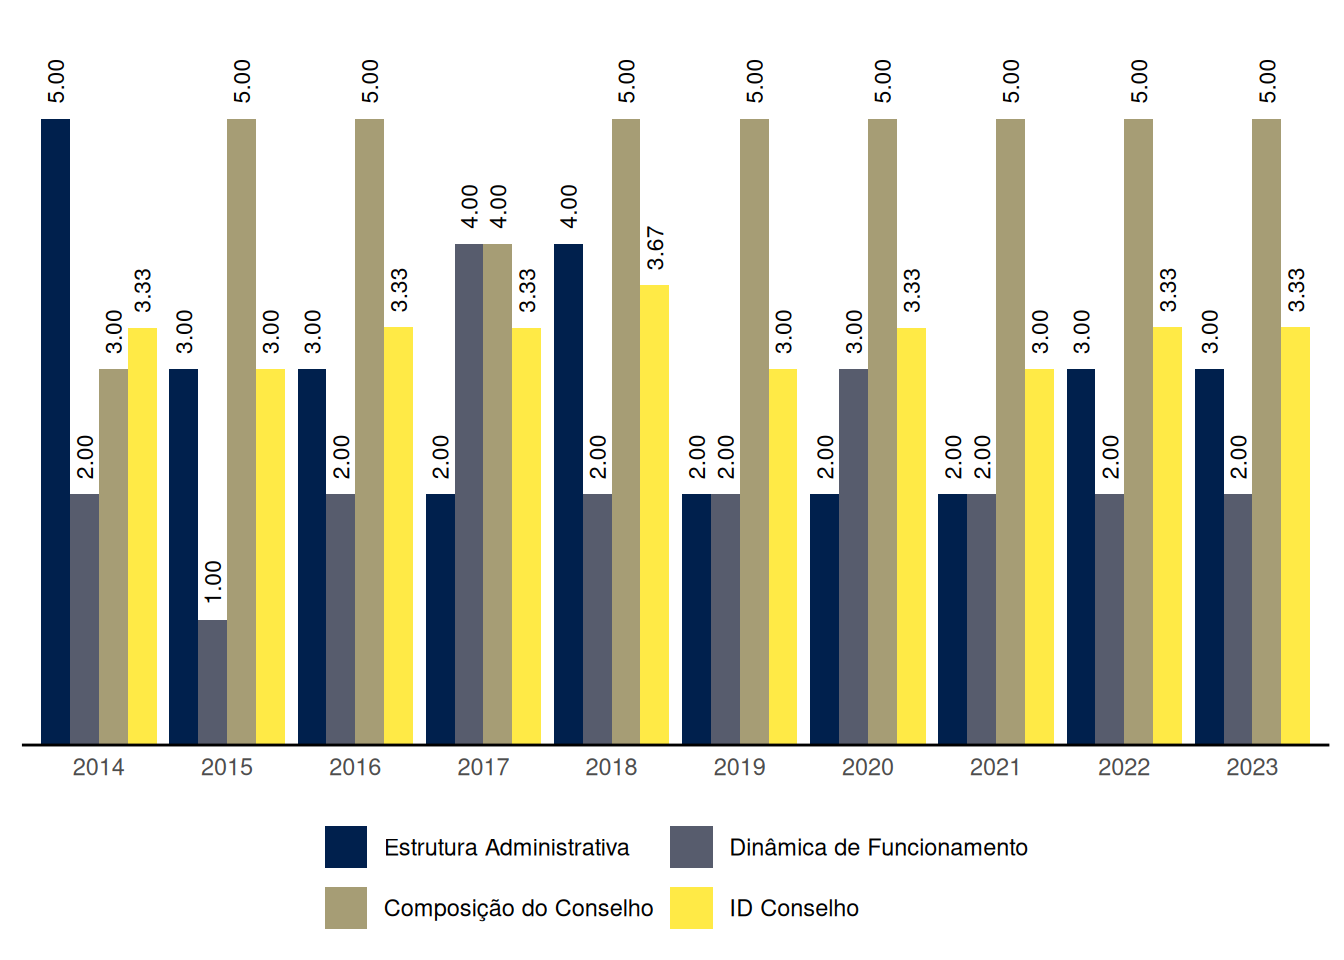 5.00 5.00 5.00 5.00 5.00 5.00 5.00 5.00 5.00
4.00 4.00 4.00
3.67
3.33 3.33 3.33 3.33 3.33 3.33
3.00 3.00 3.00 3.00 3.00 3.00 3.00 3.00 3.00
2.00 2.00 2.00 2.00 2.00 2.00 2.00 2.00 2.00 2.00 2.00
1.00
2014 2015 2016 2017 2018 2019 2020 2021 2022 2023
Estrutura Administrativa Dinâmica de Funcionamento
Composição do Conselho ID Conselho